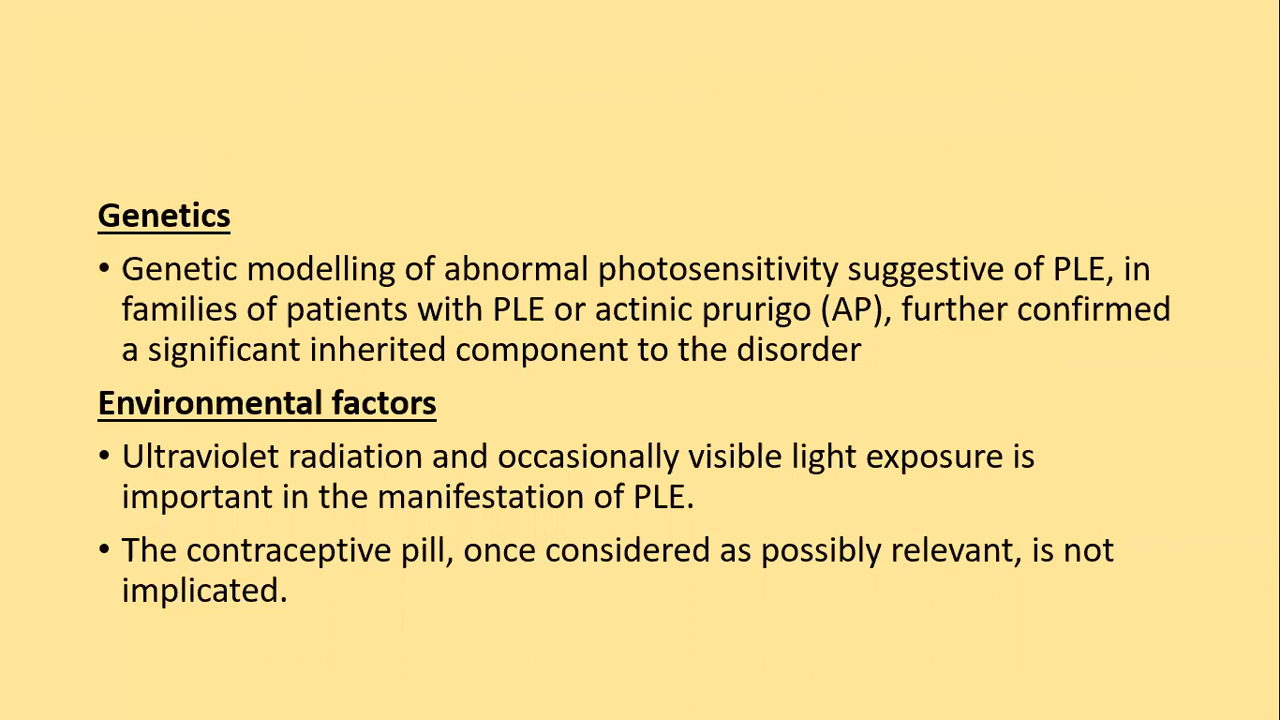 Genetics
• Genetic modelling of abnormal photosensitivity suggestive of PLE, in
families of patients with PLE or actinic prurigo (AP), further confirmed
a significant inherited component to the disorder
Environmental factors
• Ultraviolet radiation and occasionally visible light exposure is
important in the manifestation of PLE.
• The contraceptive pill, once considered as possibly relevant, is not
implicated.